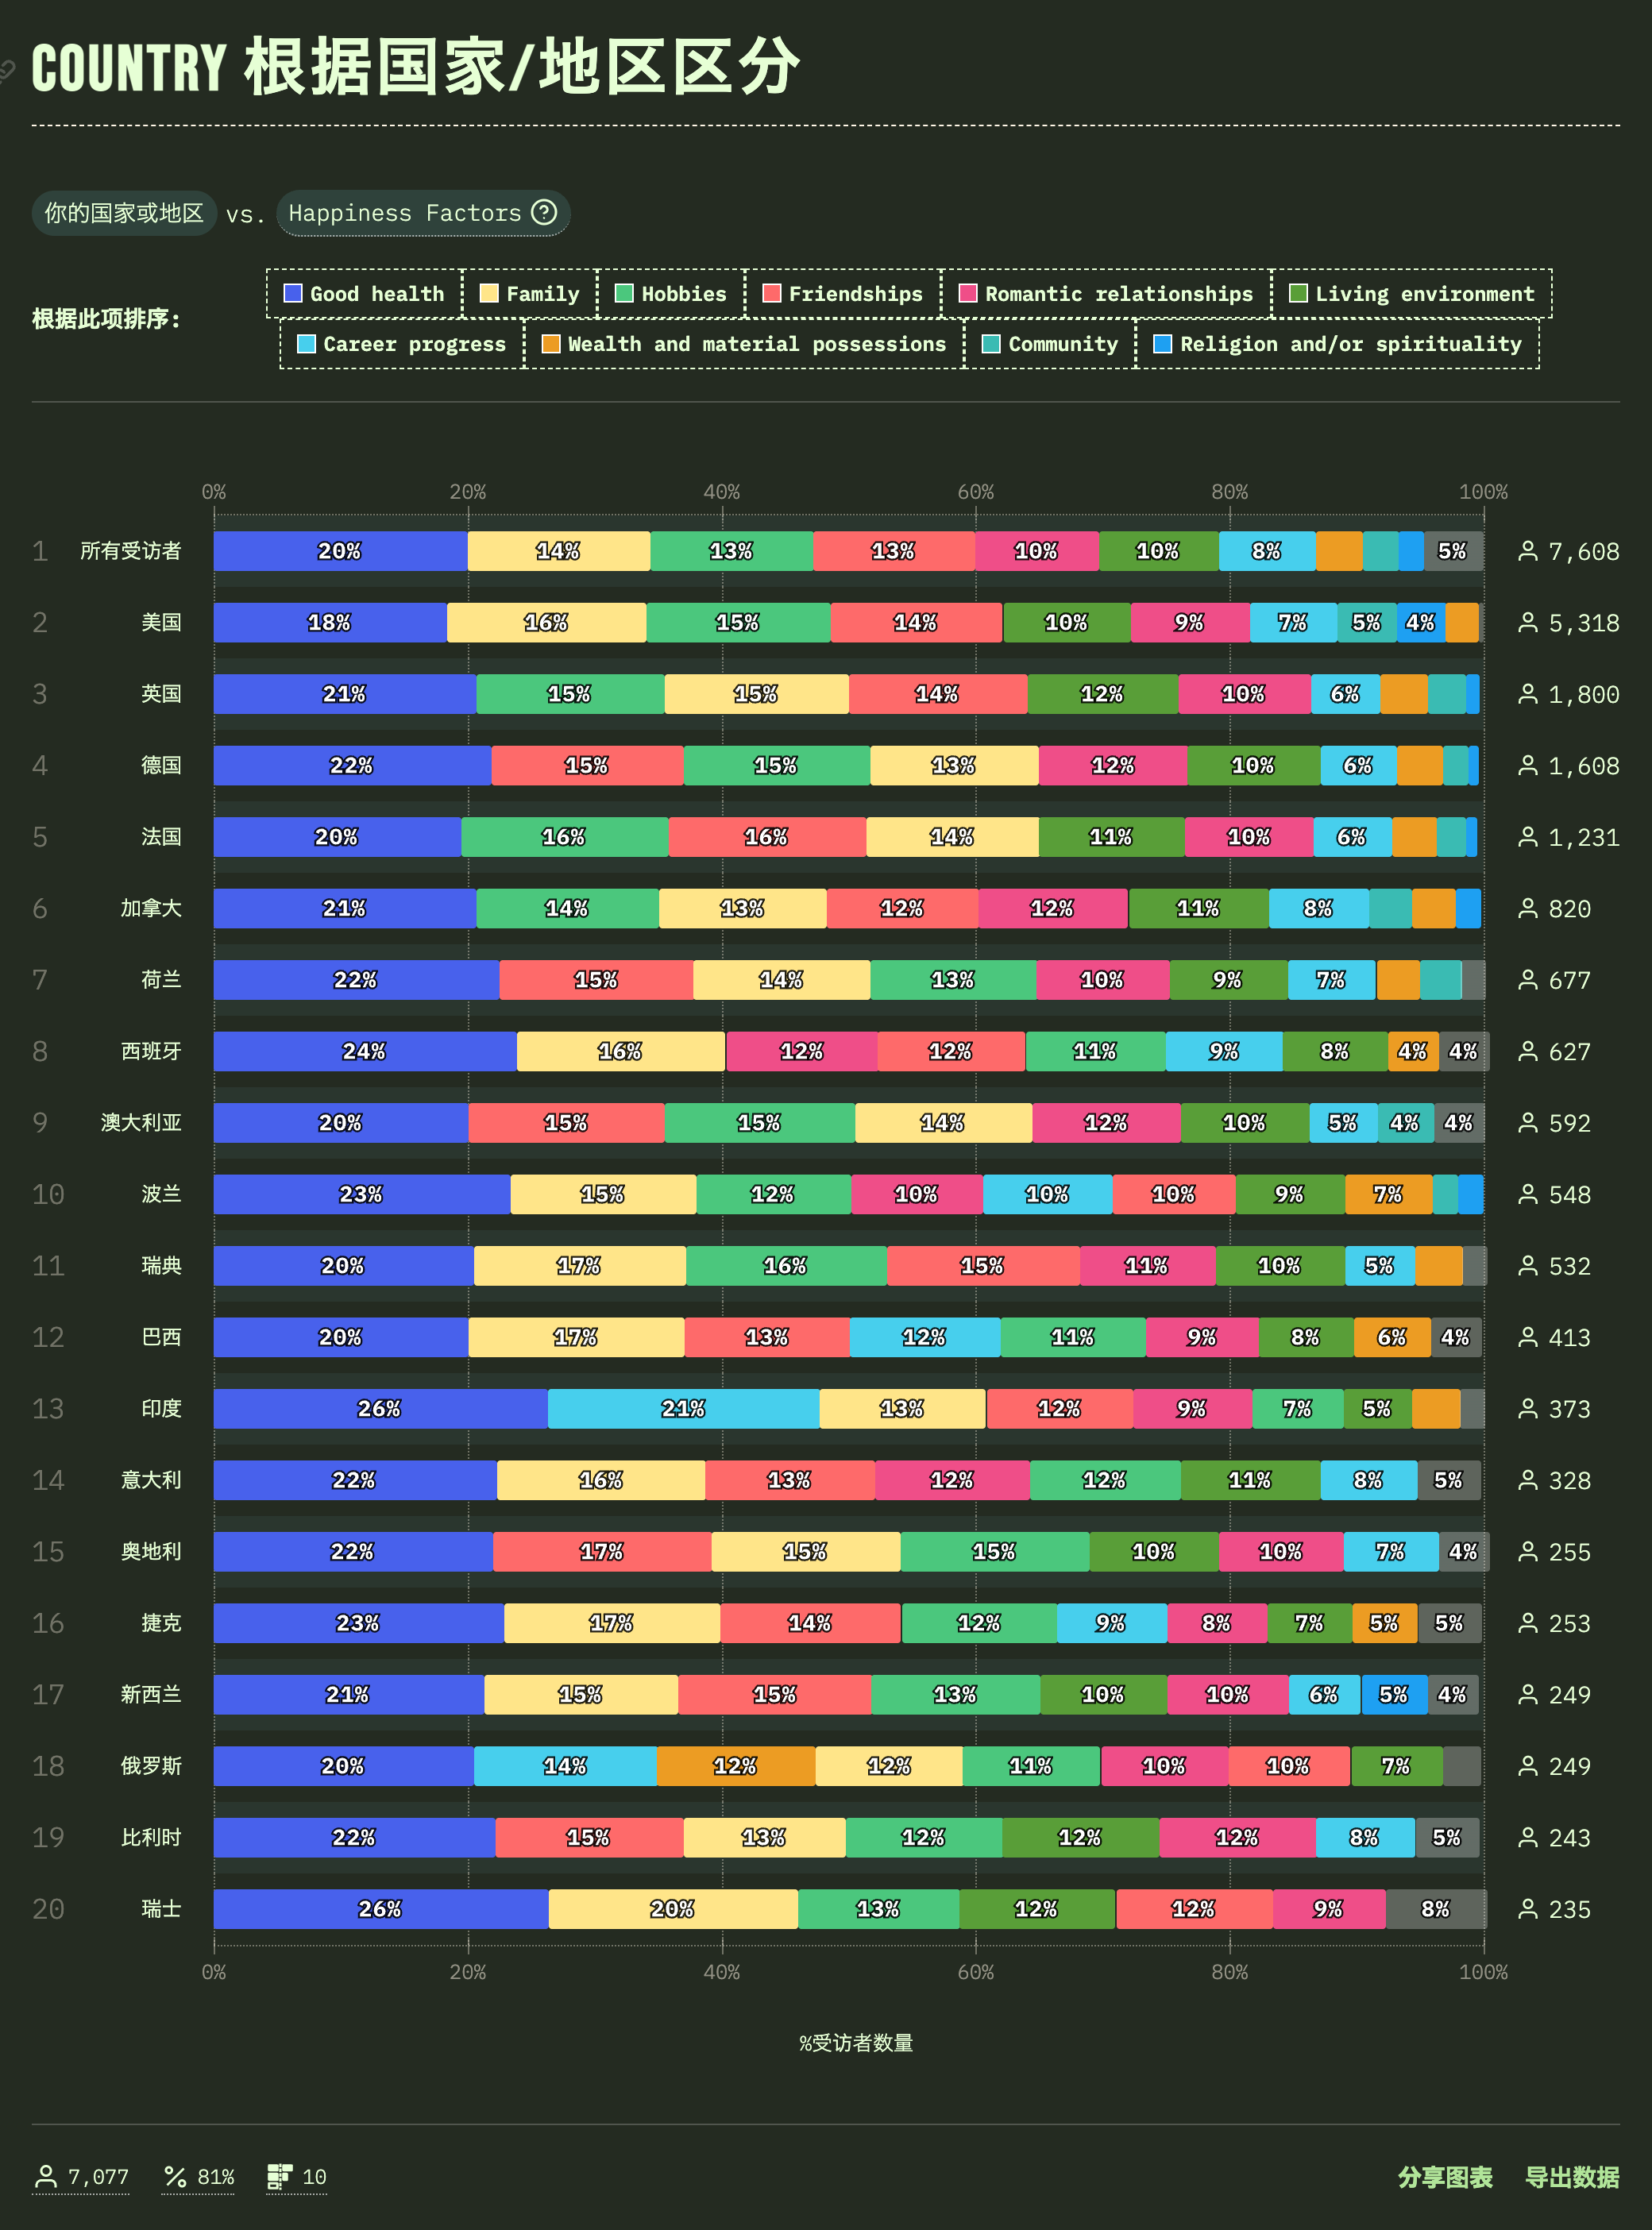 COUNTRY 根据国家/地区区分
你的国家或地区 vs. Happiness Factors ?
根据此项排序:
Good health Family Hobbies Friendships Romantic relationships Living environment
Career progress Wealth and material possessions Community Religion and/or spirituality
0% 20% 40% 60% 80% 100%
1 所有受访者 20% 14% 13% 13% 10% 10% 8% 5% 7,608
2 美国 18% 16% 15% 14% 10% 9% 7% 5% 4% 5,318
3 英国 21% 15% 15% 14% 12% 10% 6% 1,800
4 德国 22% 15% 15% 13% 12% 10% 6% 1,608
5 法国 20% 16% 16% 14% 11% 10% 6% 1,231
6 加拿大 21% 14% 13% 12% 12% 11% 8% 820
7 荷兰 22% 15% 14% 13% 10% 9% 7% 677
8 西班牙 24% 16% 12% 12% 11% 9% 8% 4% 4% 627
9 澳大利亚 20% 15% 15% 14% 12% 10% 5% 4% 4% 592
10 波兰 23% 15% 12% 10% 10% 10% 9% 7% 548
11 瑞典 20% 17% 16% 15% 11% 10% 5% 532
12 巴西 20% 17% 13% 12% 11% 9% 8% 6% 4% 413
13 印度 26% 21% 13% 12% 9% 7% 5% 373
14 意大利 22% 16% 13% 12% 12% 11% 8% 5% 328
15 奥地利 22% 17% 15% 15% 10% 10% 7% 4% 255
16 捷克 23% 17% 14% 12% 9% 8% 7% 5% 5% 253
17 新西兰 21% 15% 15% 13% 10% 10% 6% 5% 4% 249
18 俄罗斯 20% 14% 12% 12% 11% 10% 10% 7% 249
19 比利时 22% 15% 13% 12% 12% 12% 8% 5% 243
20 瑞士 26% 20% 13% 12% 12% 9% 8% 235
0% 20% 40% 60% 80% 100%
%受访者数量
7,077 % 81% 10 分享图表 导出数据